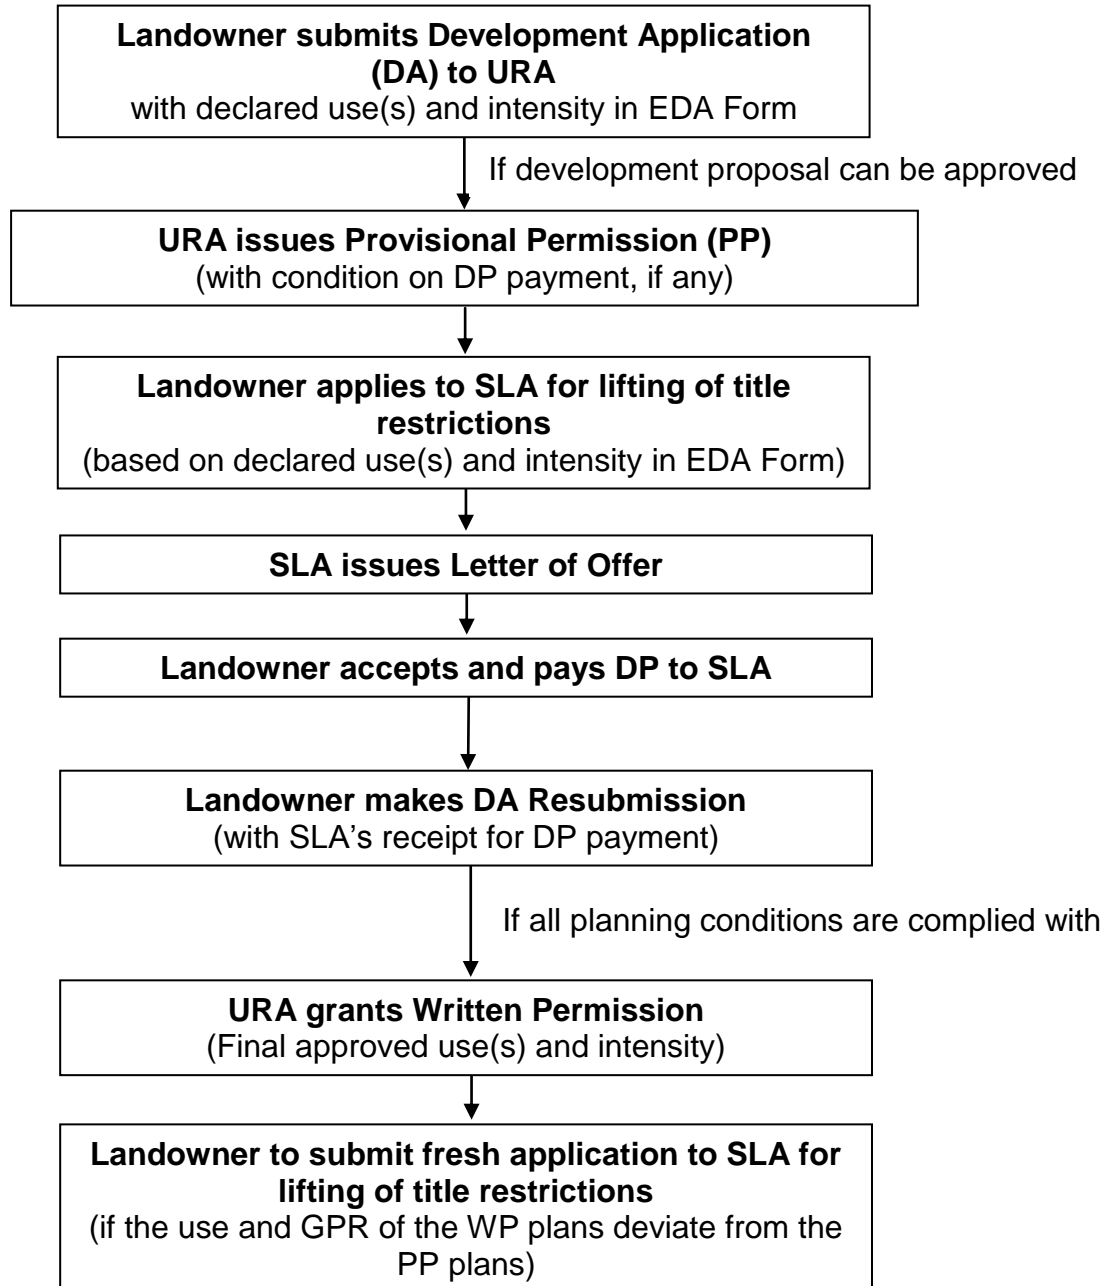 Landowner submits Development Application
(DA) to URA
with declared use(s) and intensity in EDA Form
If development proposal can be approved
URA issues Provisional Permission (PP)
(with condition on DP payment, if any)
Landowner applies to SLA for lifting of title
restrictions
(based on declared use(s) and intensity in EDA Form)
SLA issues Letter of Offer
Landowner accepts and pays DP to SLA
Landowner makes DA Resubmission
(with SLA’s receipt for DP payment)
If all planning conditions are complied with
URA grants Written Permission
(Final approved use(s) and intensity)
Landowner to submit fresh application to SLA for
lifting of title restrictions
(if the use and GPR of the WP plans deviate from the
PP plans)